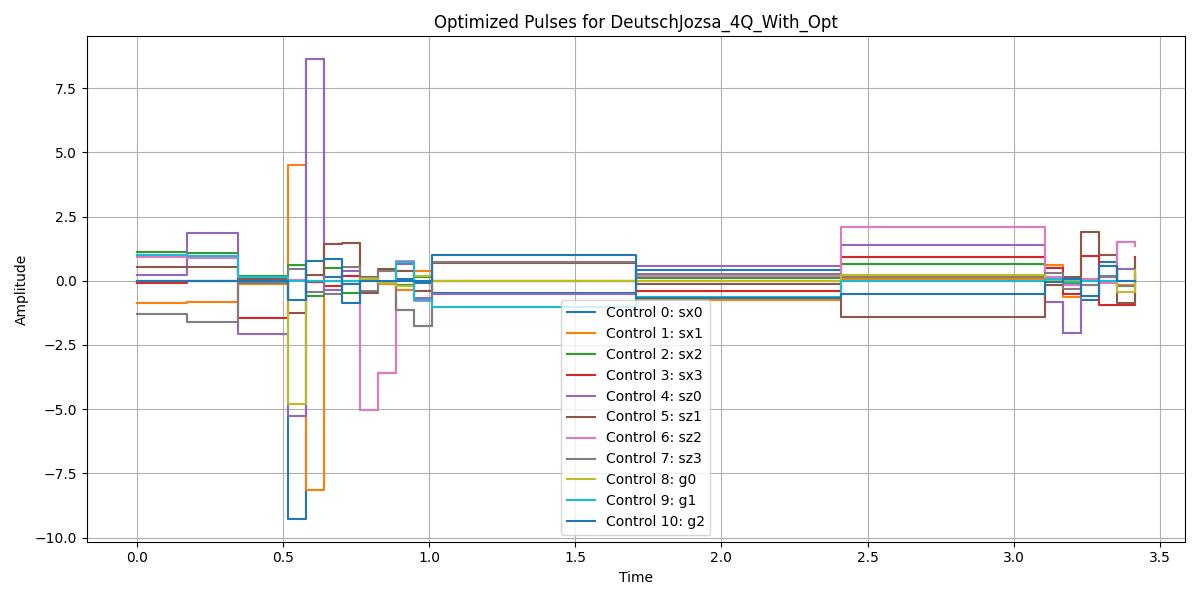 Optimized Pulses for DeutschJozsa_4Q_With_Opt
Amplitude
7.5
5.0
2.5
0.0
−2.5
−5.0
−7.5
−10.0
Control 0: sx0
Control 1: sx1
Control 2: sx2
Control 3: sx3
Control 4: sz0
Control 5: sz1
Control 6: sz2
Control 7: sz3
Control 8: g0
Control 9: g1
Control 10: g2
0.0 0.5 1.0 1.5 2.0 2.5 3.0 3.5
Time